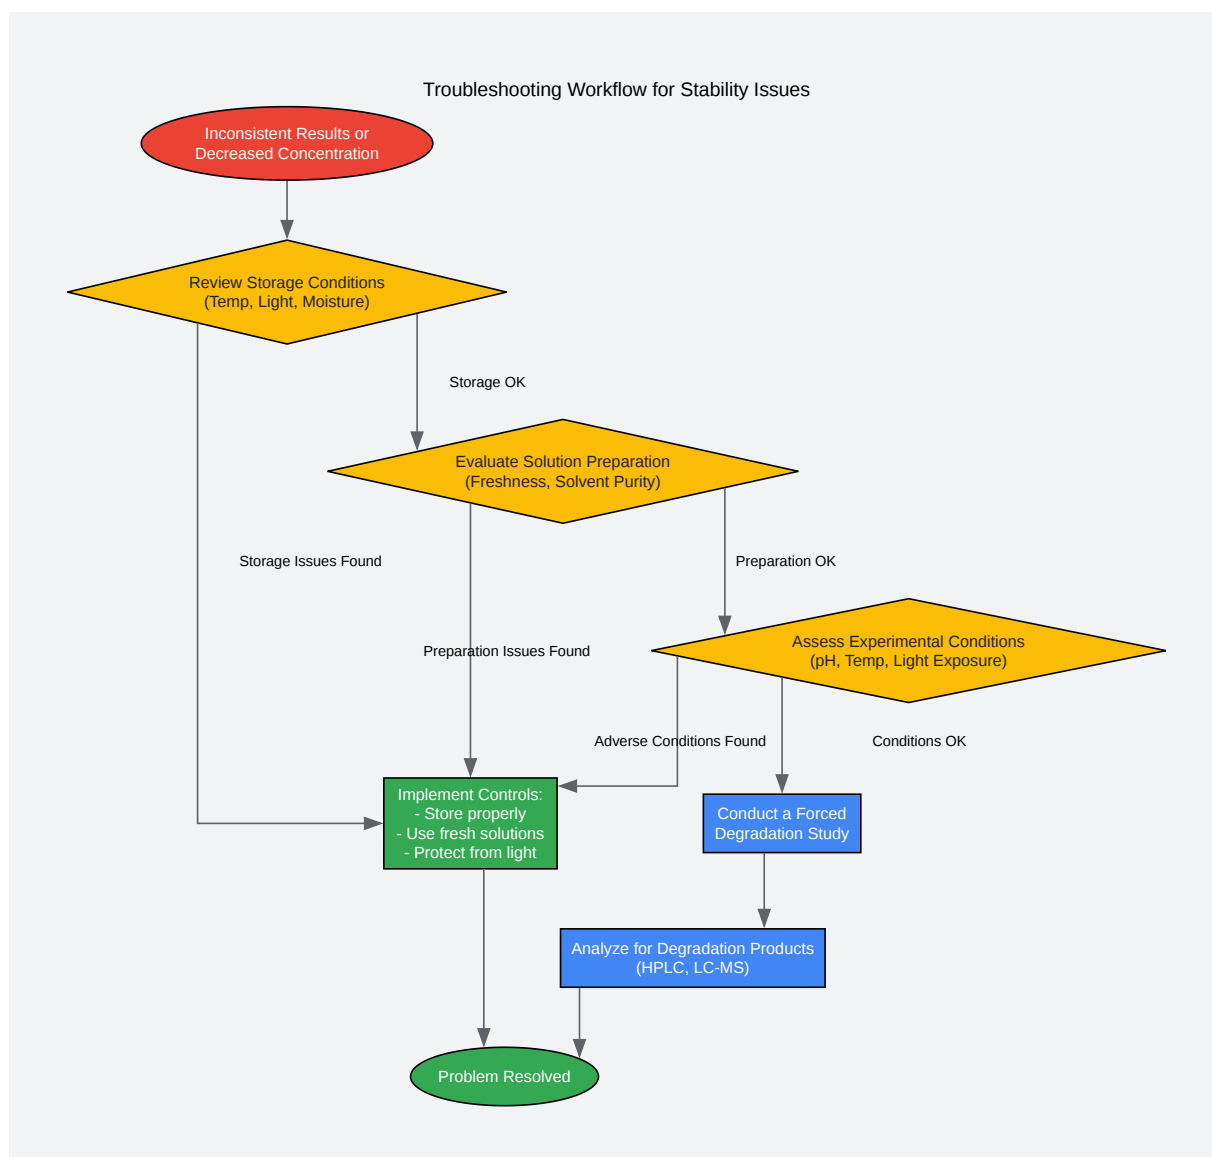 Troubleshooting Workflow for Stability Issues
Inconsistent Results or
Decreased Concentration
Review Storage Conditions
(Temp, Light, Moisture)
Storage OK
Evaluate Solution Preparation
(Freshness, Solvent Purity)
Storage Issues Found
Preparation OK
Preparation Issues Found
Assess Experimental Conditions
(pH, Temp, Light Exposure)
Adverse Conditions Found
Conditions OK
Implement Controls:
- Store properly
- Use fresh solutions
- Protect from light
Conduct a Forced
Degradation Study
Analyze for Degradation Products
(HPLC, LC-MS)
Problem Resolved